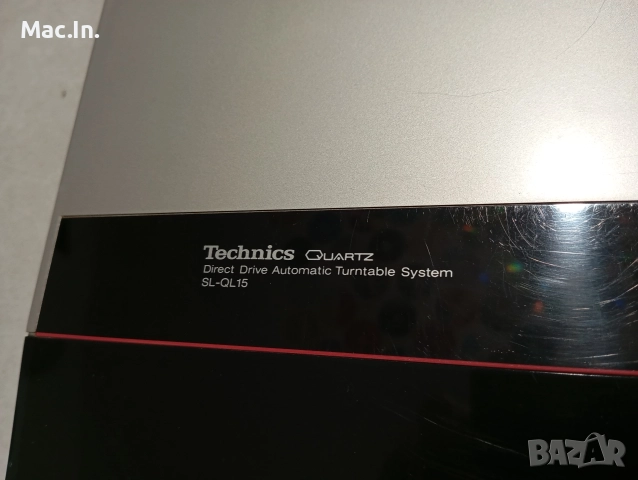 Mac.In.
Technics QUARTZ
Direct Drive Automatic Turntable System
SL-QL15
BAZAR